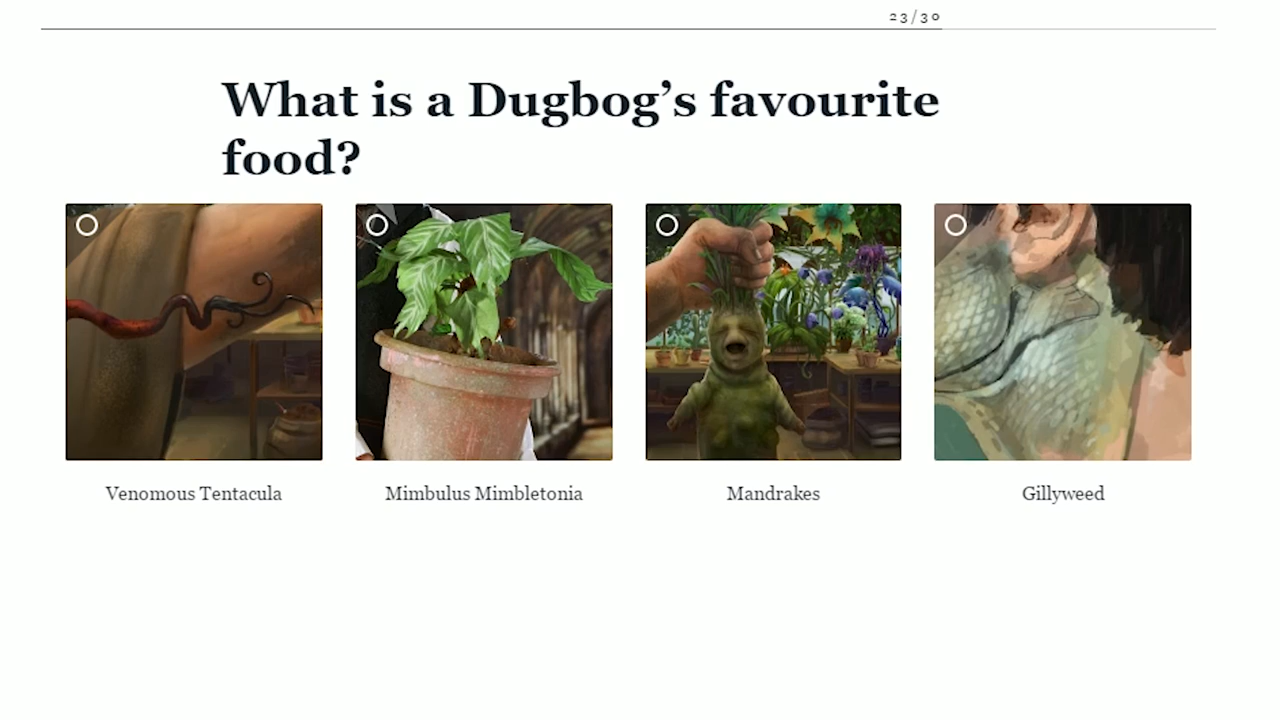 23/30
What is a Dugbog’s favourite
food?
Venomous Tentacula
Mimbulus Mimbletonia
Mandrakes
Gillyweed